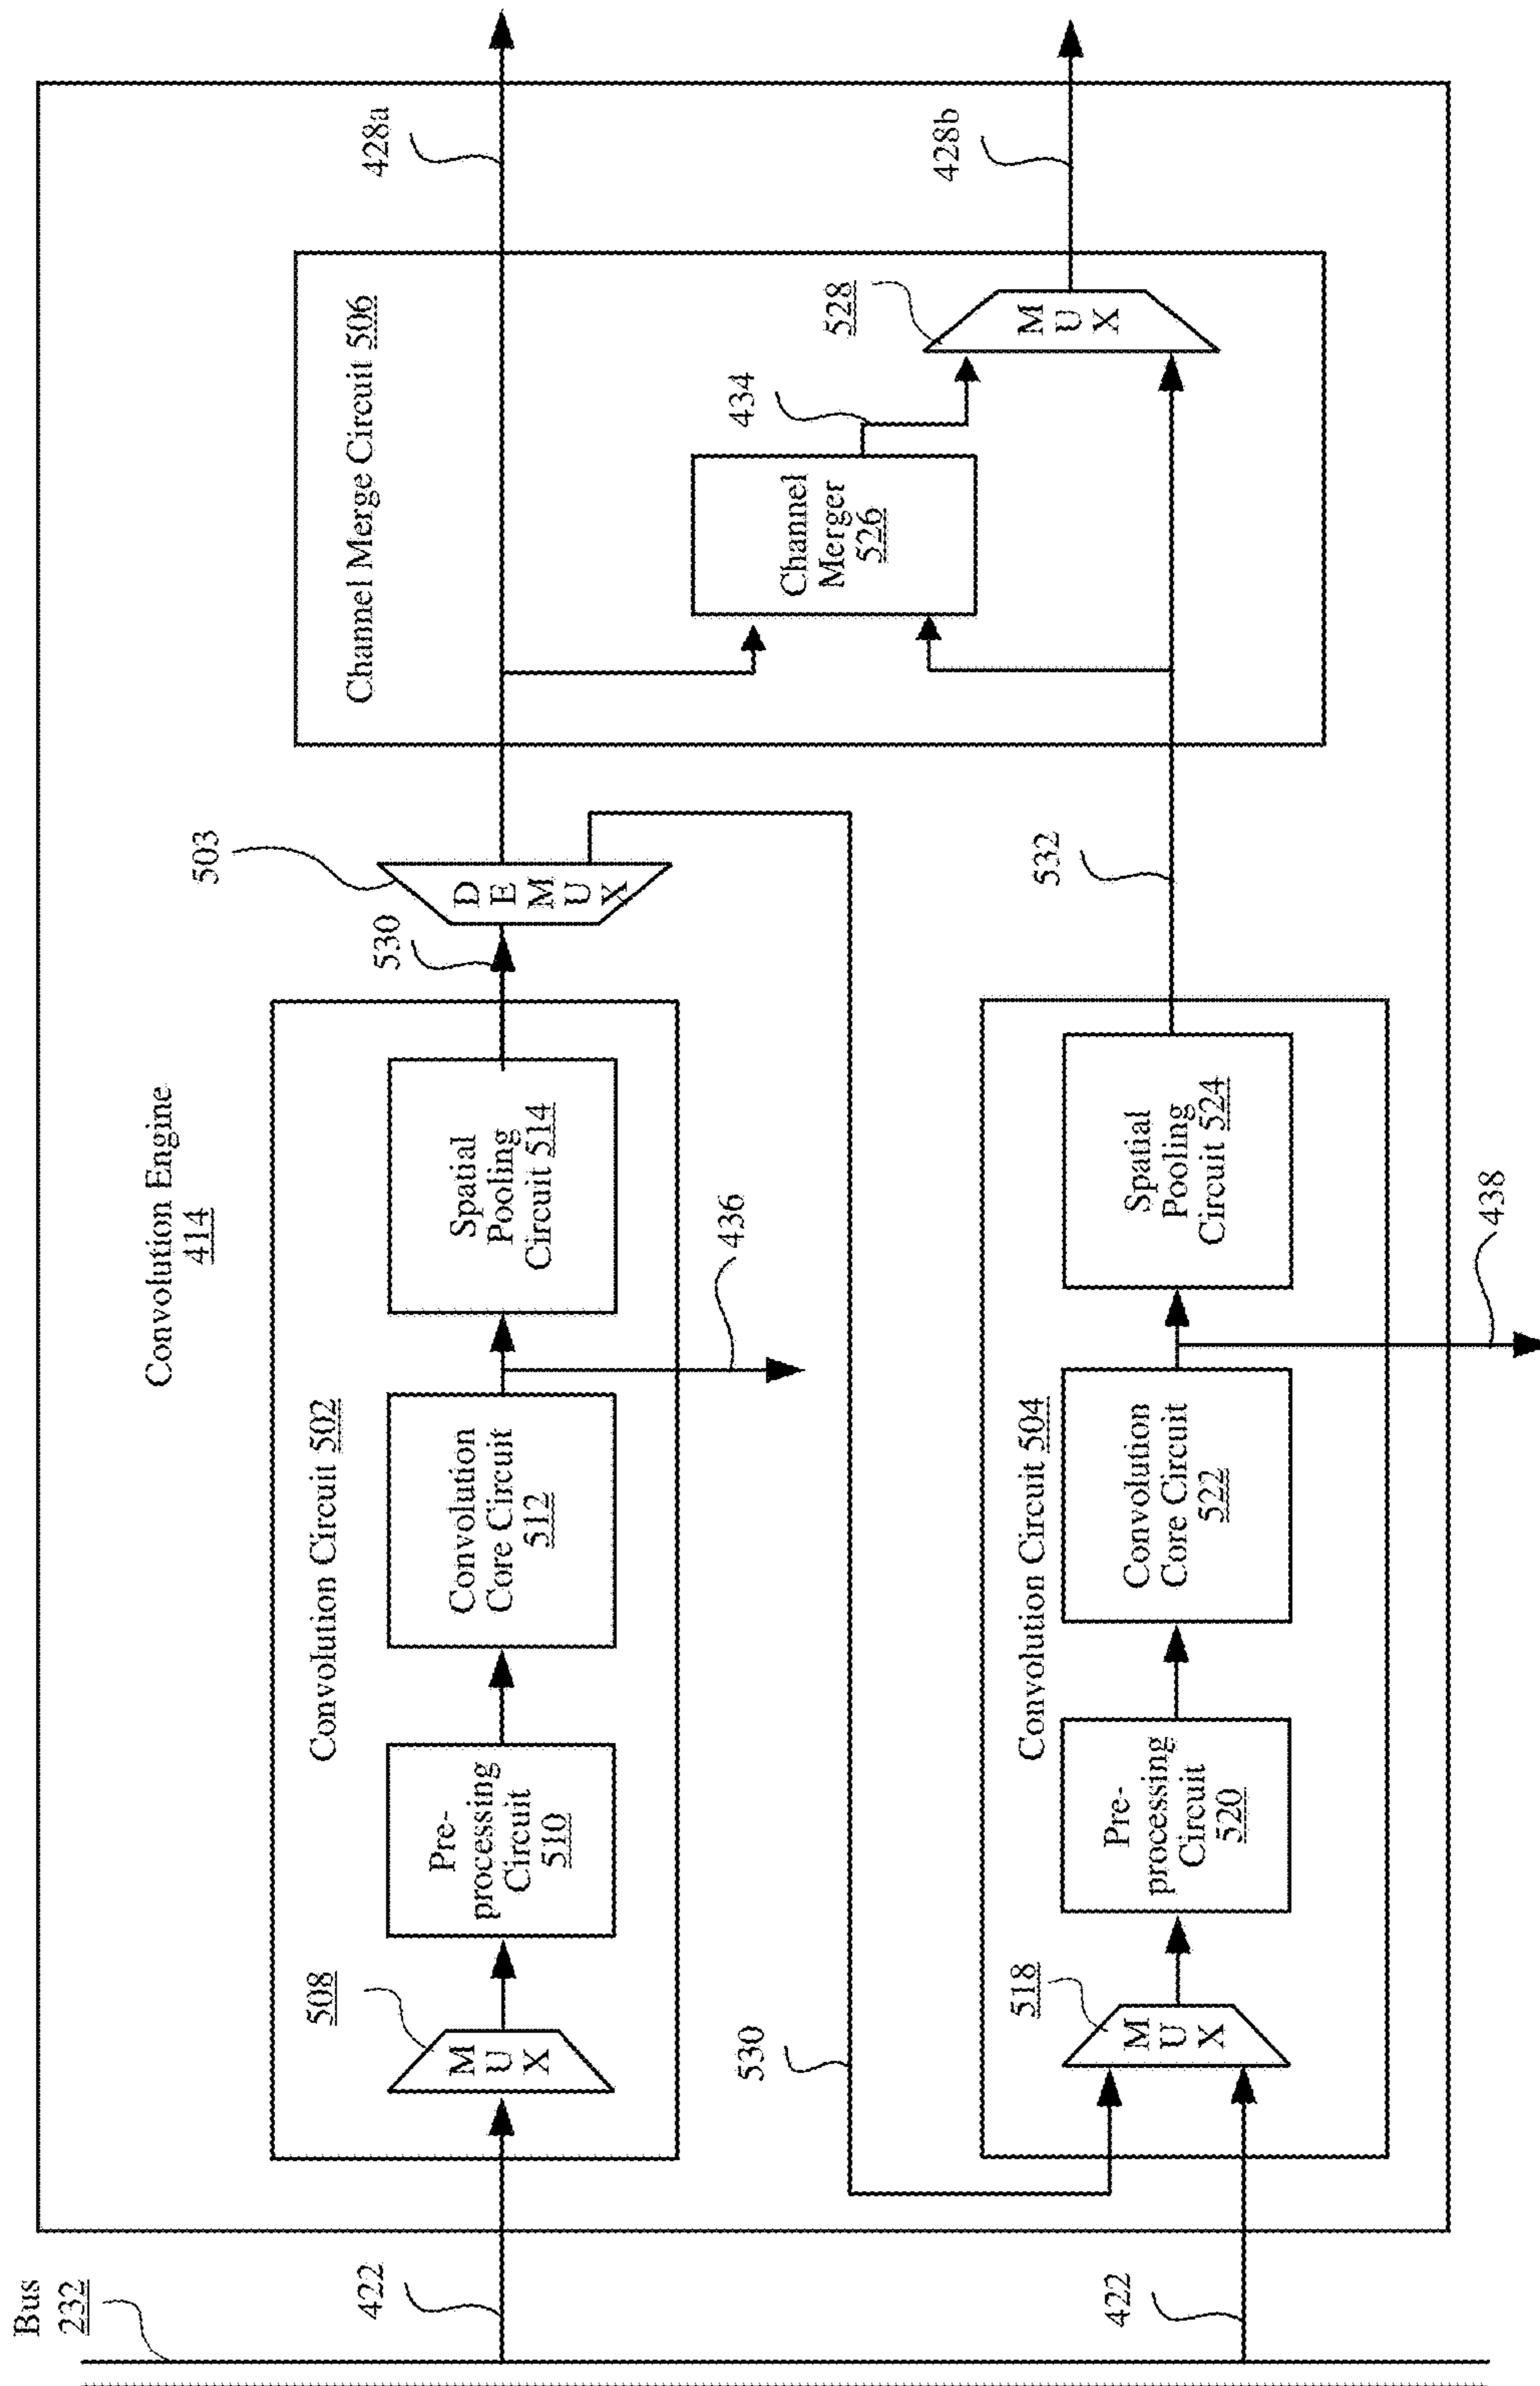 Bus
232
422
422
Convolution Engine
414
Convolution Circuit 502
508
M
U
X
Pre-
processing
Circuit
510
Convolution
Core Circuit
512
Spatial
Pooling
Circuit 514
436
530
503
D
E
M
U
X
530
Convolution Circuit 504
518
M
U
X
Pre-
processing
Circuit
520
Convolution
Core Circuit
522
Spatial
Pooling
Circuit 524
438
532
Channel Merge Circuit 506
Channel
Merger
526
434
528
M
U
X
428a
428b